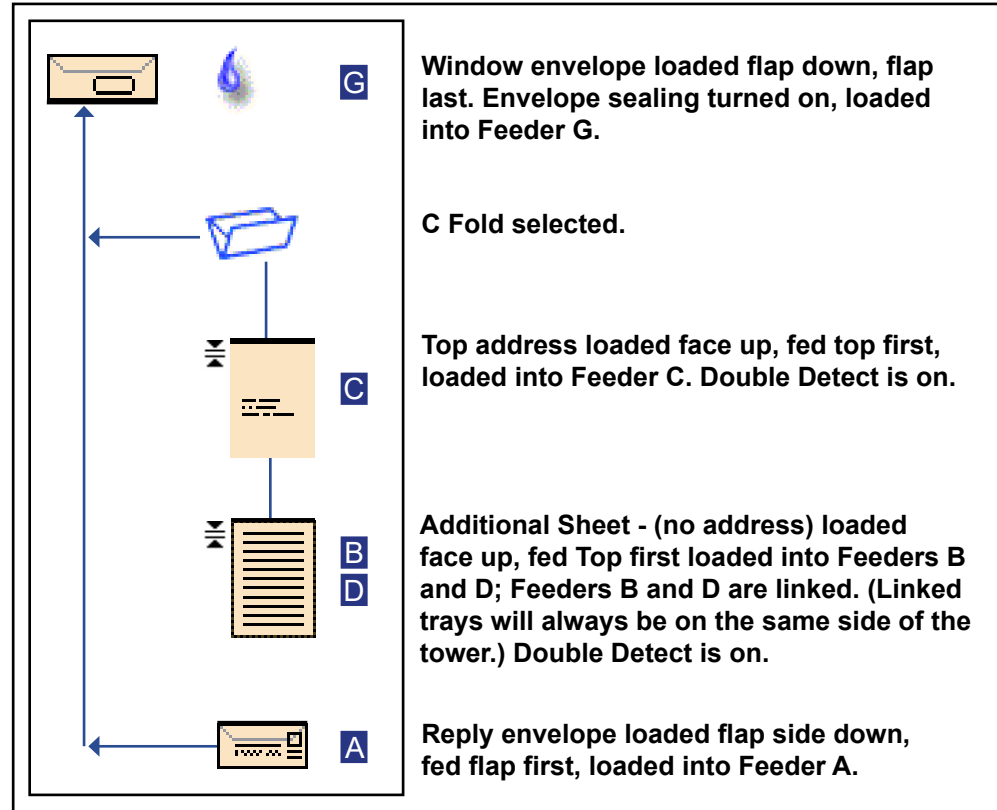 G
Window envelope loaded flap down, flap
last. Envelope sealing turned on, loaded
into Feeder G.
C Fold selected.
C
Top address loaded face up, fed top first,
loaded into Feeder C. Double Detect is on.
B
D
Additional Sheet - (no address) loaded
face up, fed Top first loaded into Feeders B
and D; Feeders B and D are linked. (Linked
trays will always be on the same side of the
tower.) Double Detect is on.
A
Reply envelope loaded flap side down,
fed flap first, loaded into Feeder A.